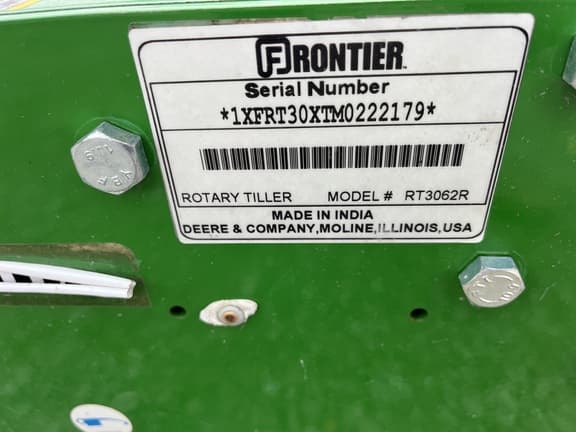 FRONTIER
Serial Number
*1XFRT30XTM0222179*
ROTARY TILLER MODEL # RT3062R
MADE IN INDIA
DEERE & COMPANY,MOLINE,ILLINOIS,USA